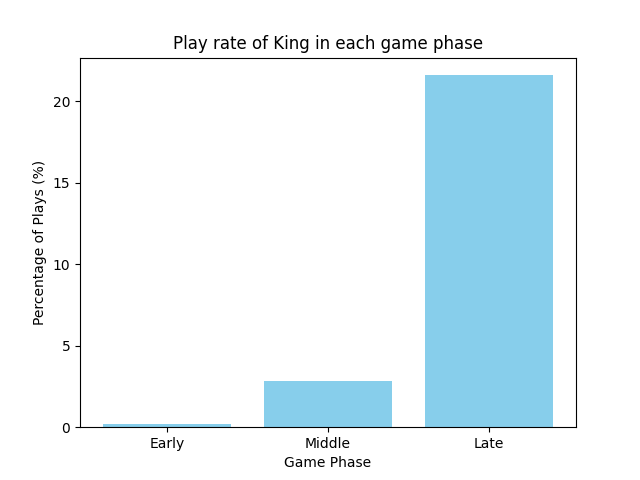 Play rate of King in each game phase
Percentage of Plays (%)
20
15
10
5
0
Early Middle Late
Game Phase